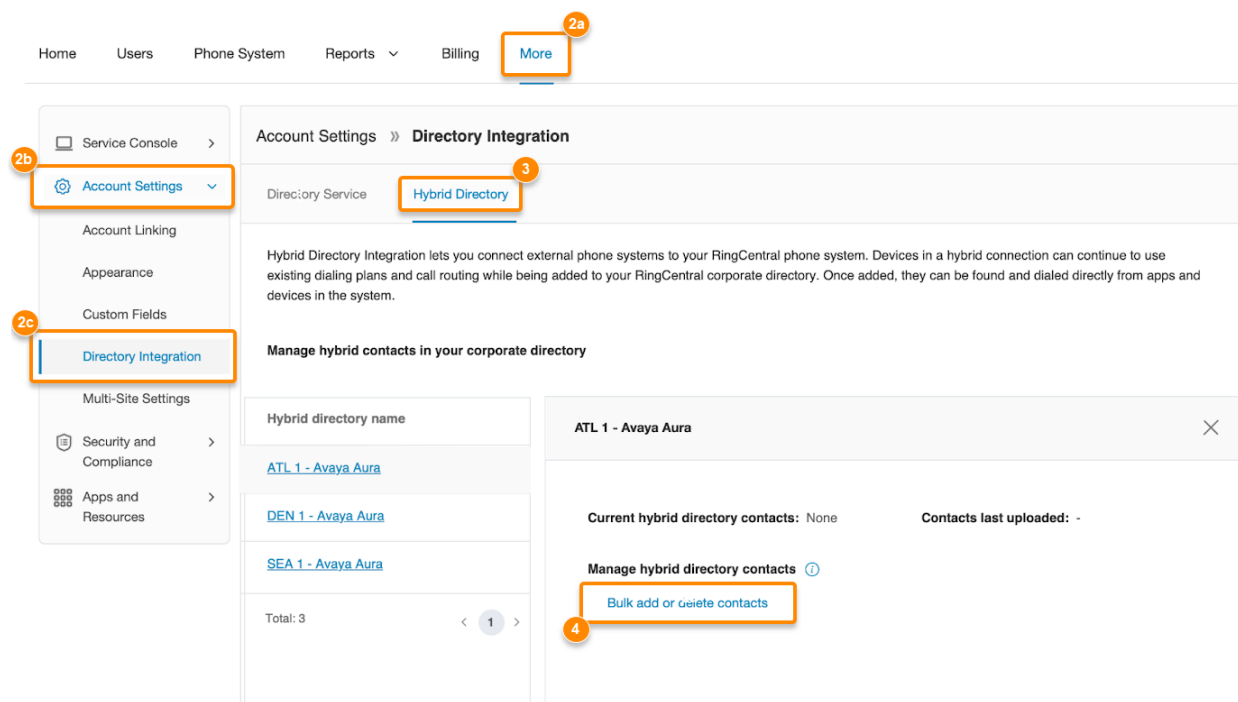 2a
Home Users Phone System Reports Billing More
Service Console
2b
Account Settings
Account Linking
Appearance
Custom Fields
2c
Directory Integration
Multi-Site Settings
Security and
Compliance
Apps and
Resources
Account Settings » Directory Integration
3
Directory Service Hybrid Directory
Hybrid Directory Integration lets you connect external phone systems to your RingCentral phone system. Devices in a hybrid connection can continue to use
existing dialing plans and call routing while being added to your RingCentral corporate directory. Once added, they can be found and dialed directly from apps and
devices in the system.
Manage hybrid contacts in your corporate directory
Hybrid directory name
ATL 1 - Avaya Aura
DEN 1 - Avaya Aura
SEA 1 - Avaya Aura
Total: 3 < 1 >
ATL 1 - Avaya Aura
Current hybrid directory contacts: None Contacts last uploaded: -
Manage hybrid directory contacts
Bulk add or delete contacts
4